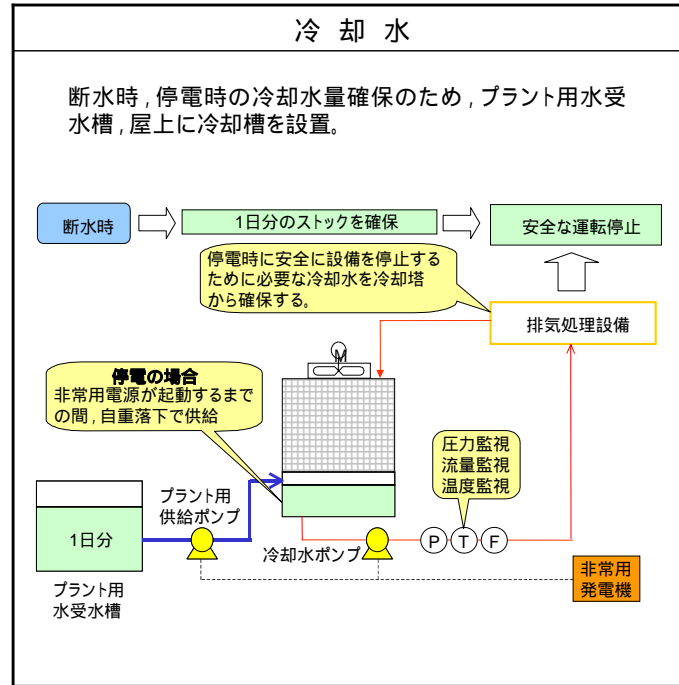 冷 却 水
断水時，停電時の冷却水量確保のため，プラント用水受
水槽，屋上に冷却槽を設置。
断水時
1日分のストックを確保
安全な運転停止
停電時に安全に設備を停止する
ために必要な冷却水を冷却塔
から確保する。
排気処理設備
M
停電の場合
非常用電源が起動するまで
の間，自重落下で供給
圧力監視
流量監視
温度監視
プラント用
供給ポンプ
1日分
冷却水ポンプ
P T F
プラント用
水受水槽
非常用
発電機